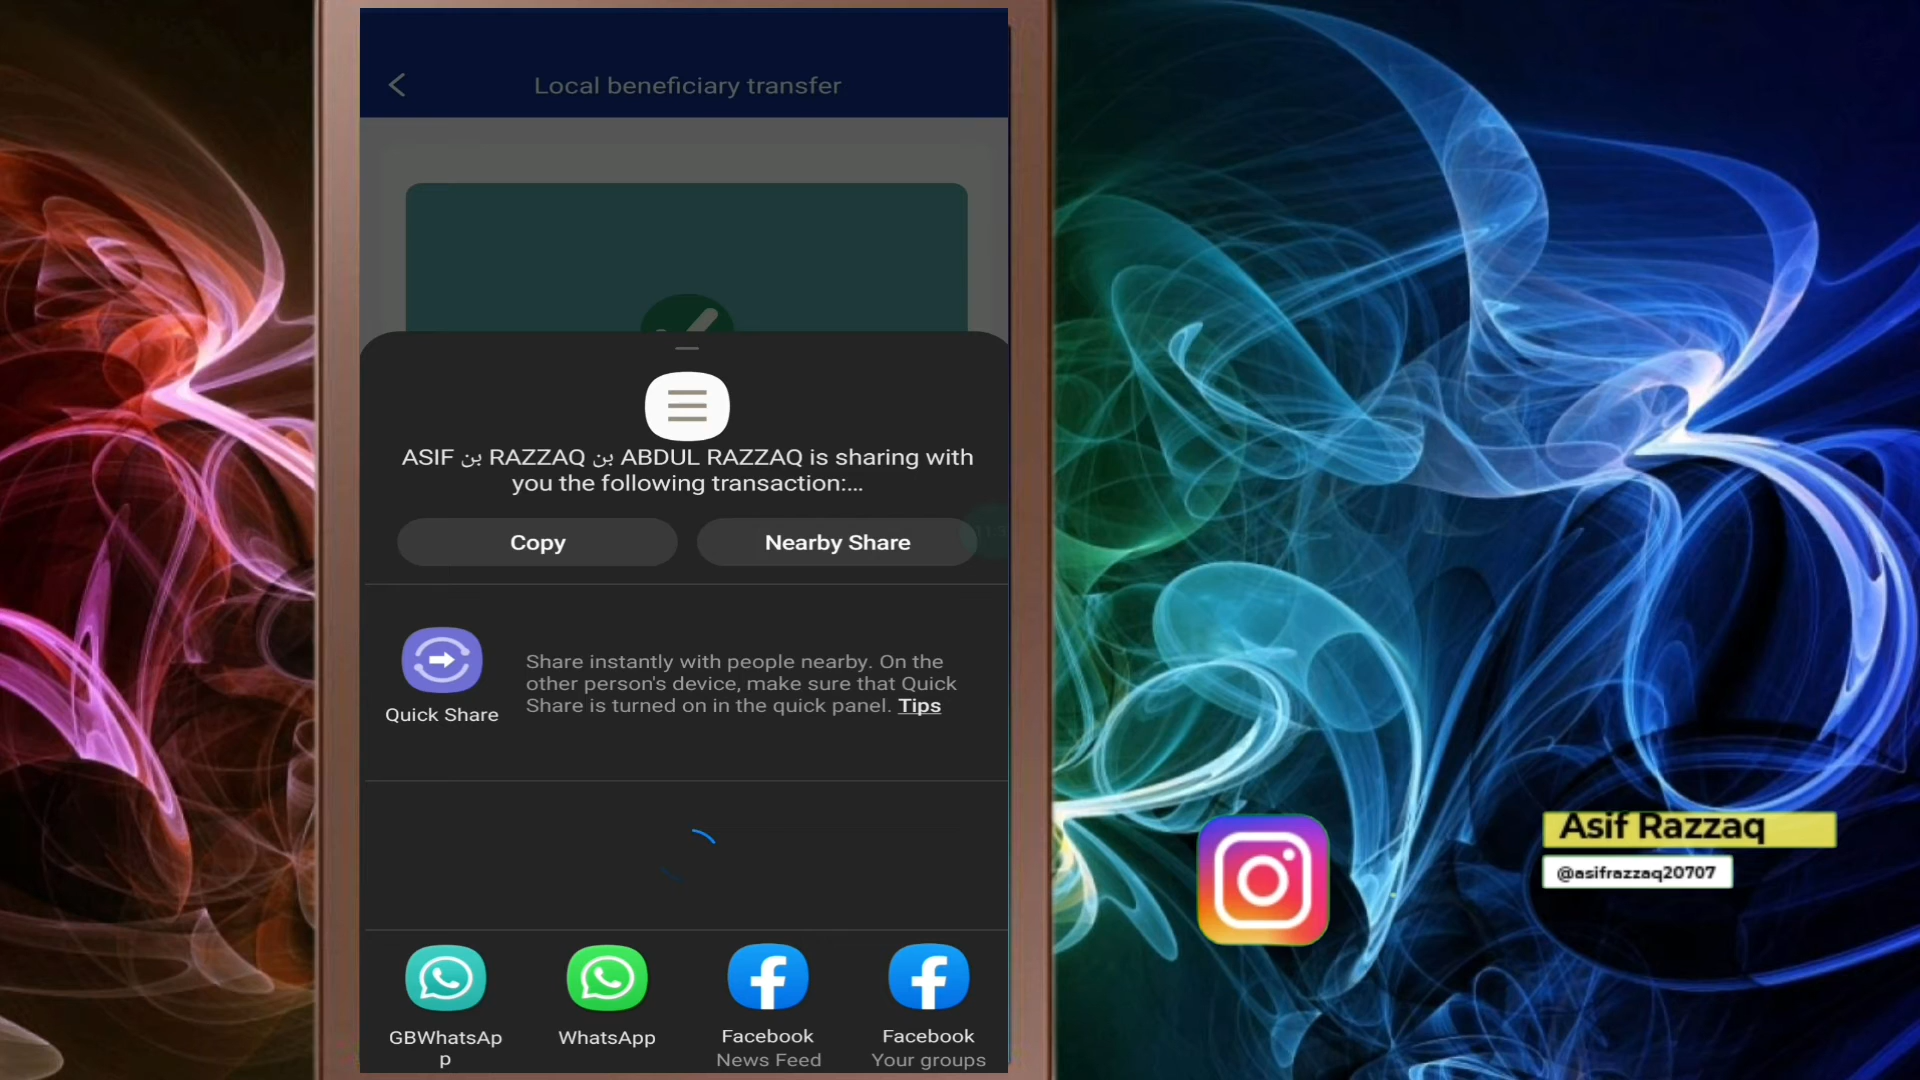 Local beneficiary transfer
ASIF بن RAZZAQ بن ABDUL RAZZAQ is sharing with
you the following transaction:...
Copy
Nearby Share
Share instantly with people nearby. On the
other person's device, make sure that Quick
Share is turned on in the quick panel. Tips
Quick Share
Asif Razzaq
@asifrazzaq20707
GBWhatsAp
p
WhatsApp
Facebook
News Feed
Facebook
Your groups